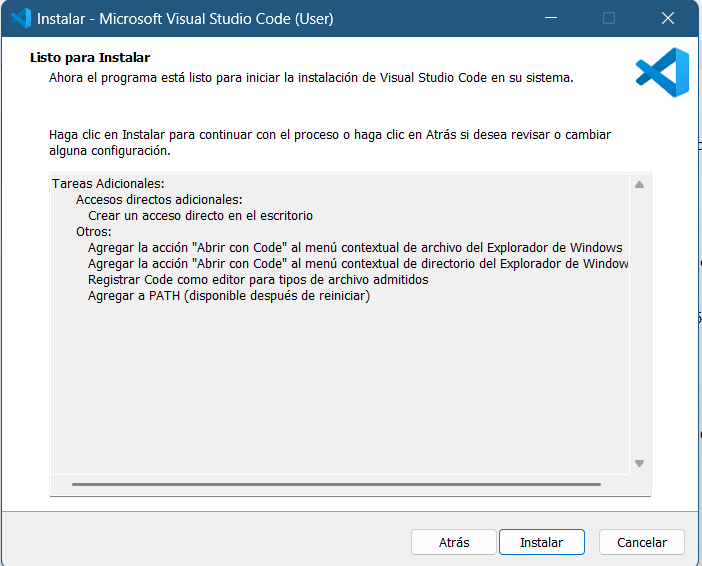 Instalar - Microsoft Visual Studio Code (User)
Listo para Instalar
Ahora el programa está listo para iniciar la instalación de Visual Studio Code en su sistema.
Haga clic en Instalar para continuar con el proceso o haga clic en Atrás si desea revisar o cambiar
alguna configuración.
Tareas Adicionales:
Accesos directos adicionales:
Crear un acceso directo en el escritorio
Otros:
Agregar la acción "Abrir con Code" al menú contextual de archivo del Explorador de Windows
Agregar la acción "Abrir con Code" al menú contextual de directorio del Explorador de Window
Registrar Code como editor para tipos de archivo admitidos
Agregar a PATH (disponible después de reiniciar)
Atrás
Instalar
Cancelar